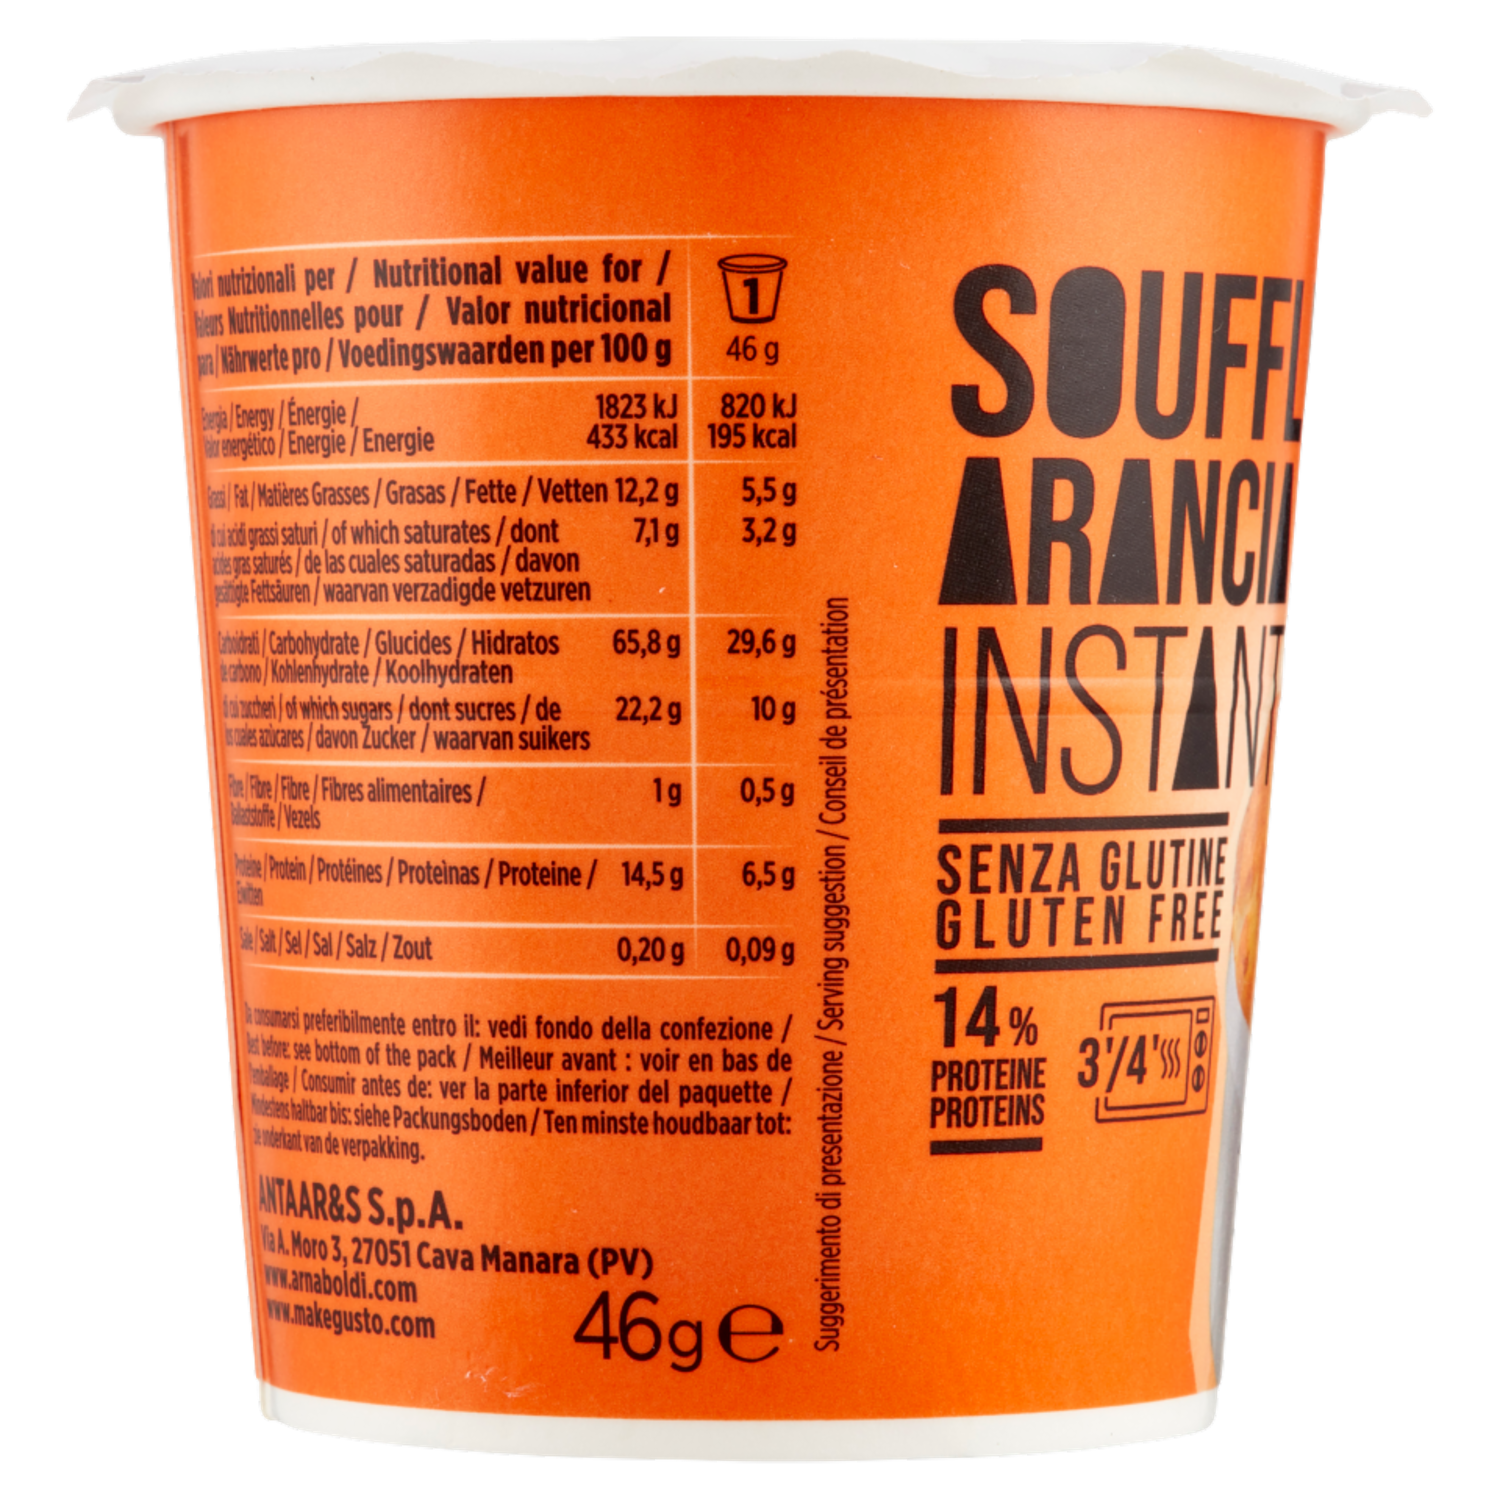 nutrizionali per / Nutritional value for /
Nutritionnelles pour / Valor nutricional
para / Nährwerte pro / Voedingswaarden per 100 g
1
46 g
Energia / Energy / Énergie /
Valor energético / Energie / Energie
1823 kJ 820 kJ
433 kcal 195 kcal
Grassi / Fat / Matières Grasses / Grasas / Fette / Vetten 12,2 g 5,5 g
di cui acidi grassi saturi / of which saturates / dont 7,1 g 3,2 g
acides gras saturés / de las cuales saturadas / davon
gesättigte Fettsäuren / waarvan verzadigde vetzuren
Carboidrati / Carbohydrate / Glucides / Hidratos 65,8 g 29,6 g
de carbono / Kohlenhydrate / Koolhydraten
di cui zuccheri / of which sugars / dont sucres / de 22,2 g 10 g
las cuales azúcares / davon Zucker / waarvan suikers
Fibre / Fibre / Fibre / Fibres alimentaires / 1 g 0,5 g
Ballaststoffe / Vezels
Proteine / Protein / Protéines / Proteìnas / Proteine / 14,5 g 6,5 g
Eiwitten
Sale / Salt / Sel / Sal / Salz / Zout 0,20 g 0,09 g
Da consumarsi preferibilmente entro il: vedi fondo della confezione /
Best before: see bottom of the pack / Meilleur avant : voir en bas de
l'emballage / Consumir antes de: ver la parte inferior del paquette /
Mindestens haltbar bis: siehe Packungsboden / Ten minste houdbaar tot:
zie onderkant van de verpakking.
ANTAAR&S S.p.A.
Via A. Moro 3, 27051 Cava Manara (PV)
www.arnaboldi.com
www.makegusto.com
46g e
Suggerimento di presentazione / Serving suggestion / Conseil de présentation
SOUFFL
ARANCIA
INSTANT
SENZA GLUTINE
GLUTEN FREE
14%
PROTEINE
PROTEINS
3'/4'